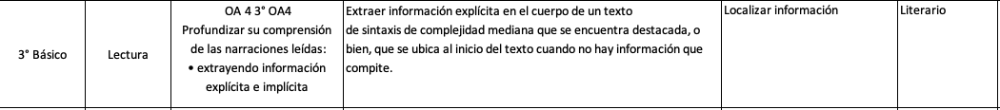 3° Básico
Lectura
OA 4 3° OA4
Profundizar su comprensión
de las narraciones leídas:
• extrayendo información
explícita e implícita
Extraer información explícita en el cuerpo de un texto
de sintaxis de complejidad mediana que se encuentra destacada, o
bien, que se ubica al inicio del texto cuando no hay información que
compite.
Localizar información
Literario